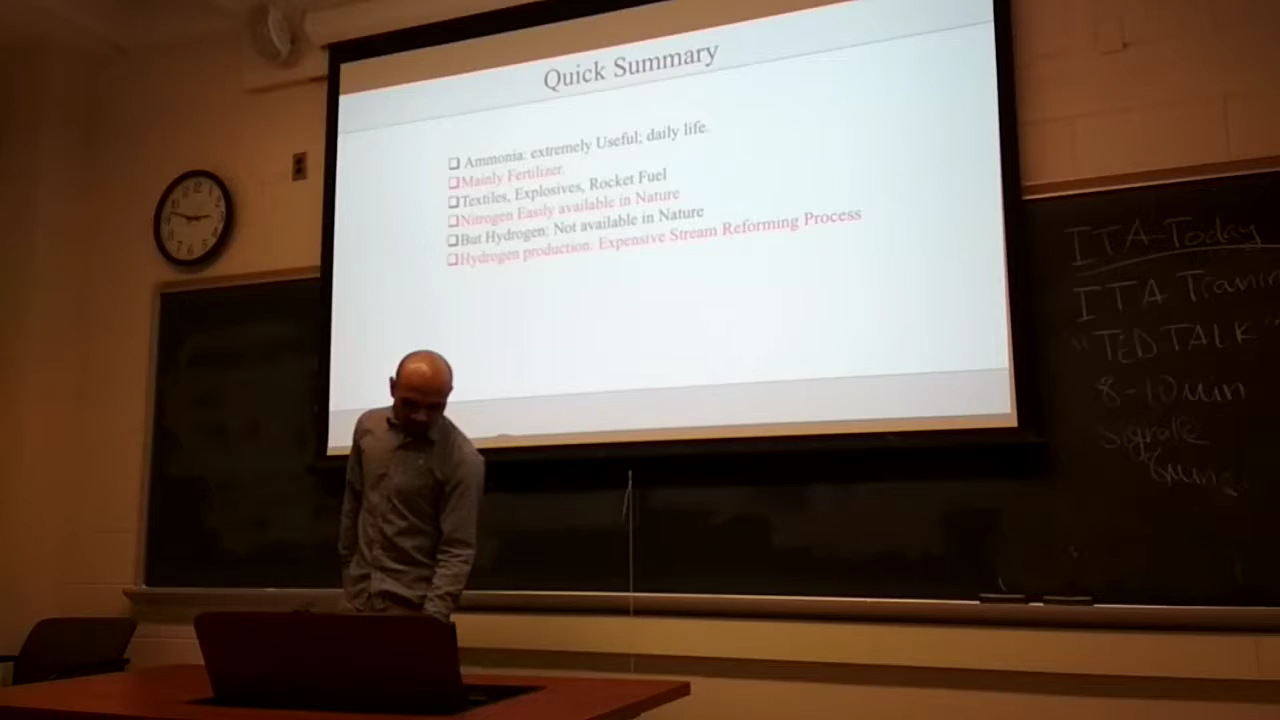 Quick Summary
❑ Ammonia: extremely Useful; daily life.
❑Mainly Fertilizer.
❑Textiles, Explosives, Rocket Fuel
❑Nitrogen Easily available in Nature
❑But Hydrogen: Not available in Nature
❑Hydrogen production: Expensive Stream Reforming Process
ITA-Today
ITA
"TED TALK"
8-10 min